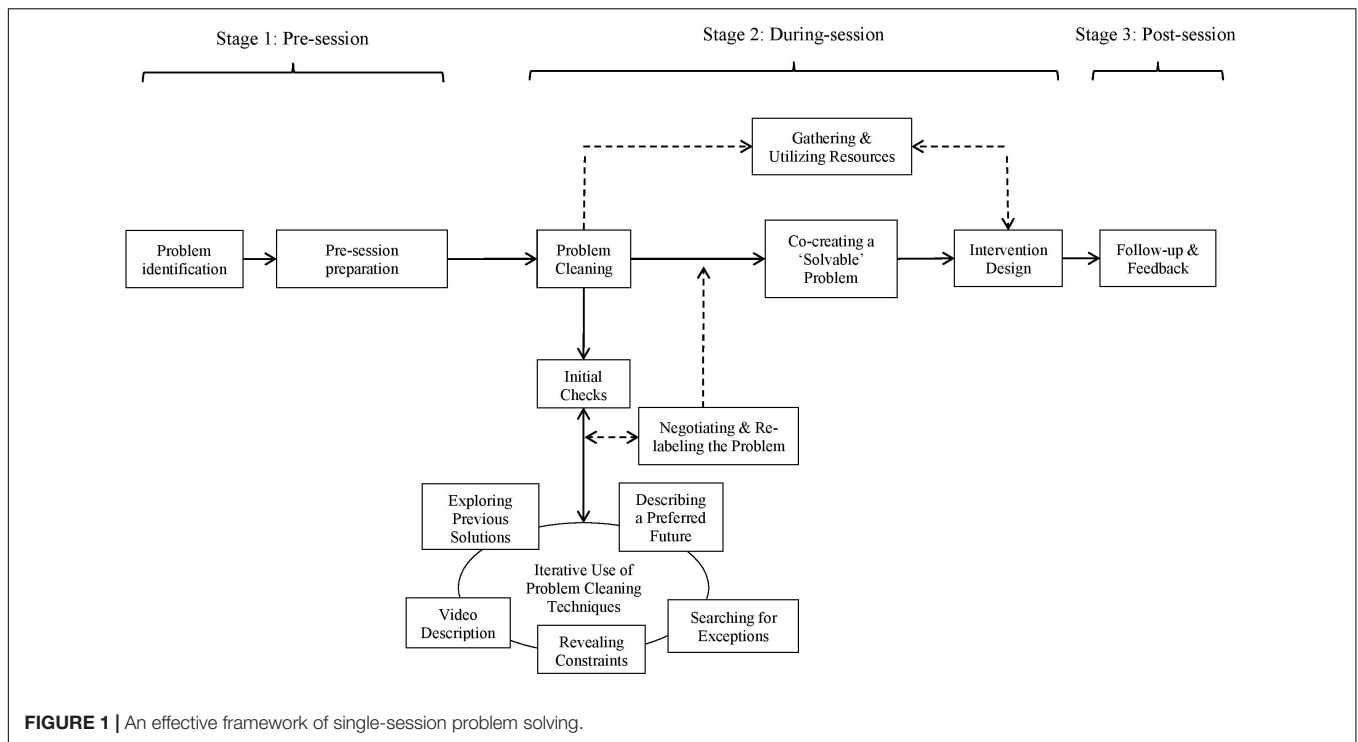 Stage 1: Pre-session
Stage 2: During-session
Stage 3: Post-session
Gathering &
Utilizing Resources
Problem
identification
Pre-session
preparation
Problem
Cleaning
Co-creating a
‘Solvable’
Problem
Intervention
Design
Follow-up &
Feedback
Initial
Checks
Negotiating & Re-
labeling the Problem
Exploring
Previous
Solutions
Describing
a Preferred
Future
Iterative Use of
Problem Cleaning
Techniques
Video
Description
Searching for
Exceptions
Revealing
Constraints
FIGURE 1 | An effective framework of single-session problem solving.